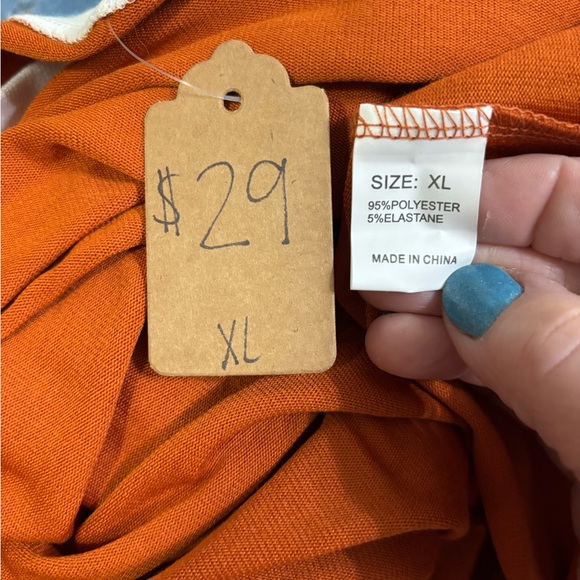 $29
XL
SIZE: XL
95%POLYESTER
5%ELASTANE
MADE IN CHINA